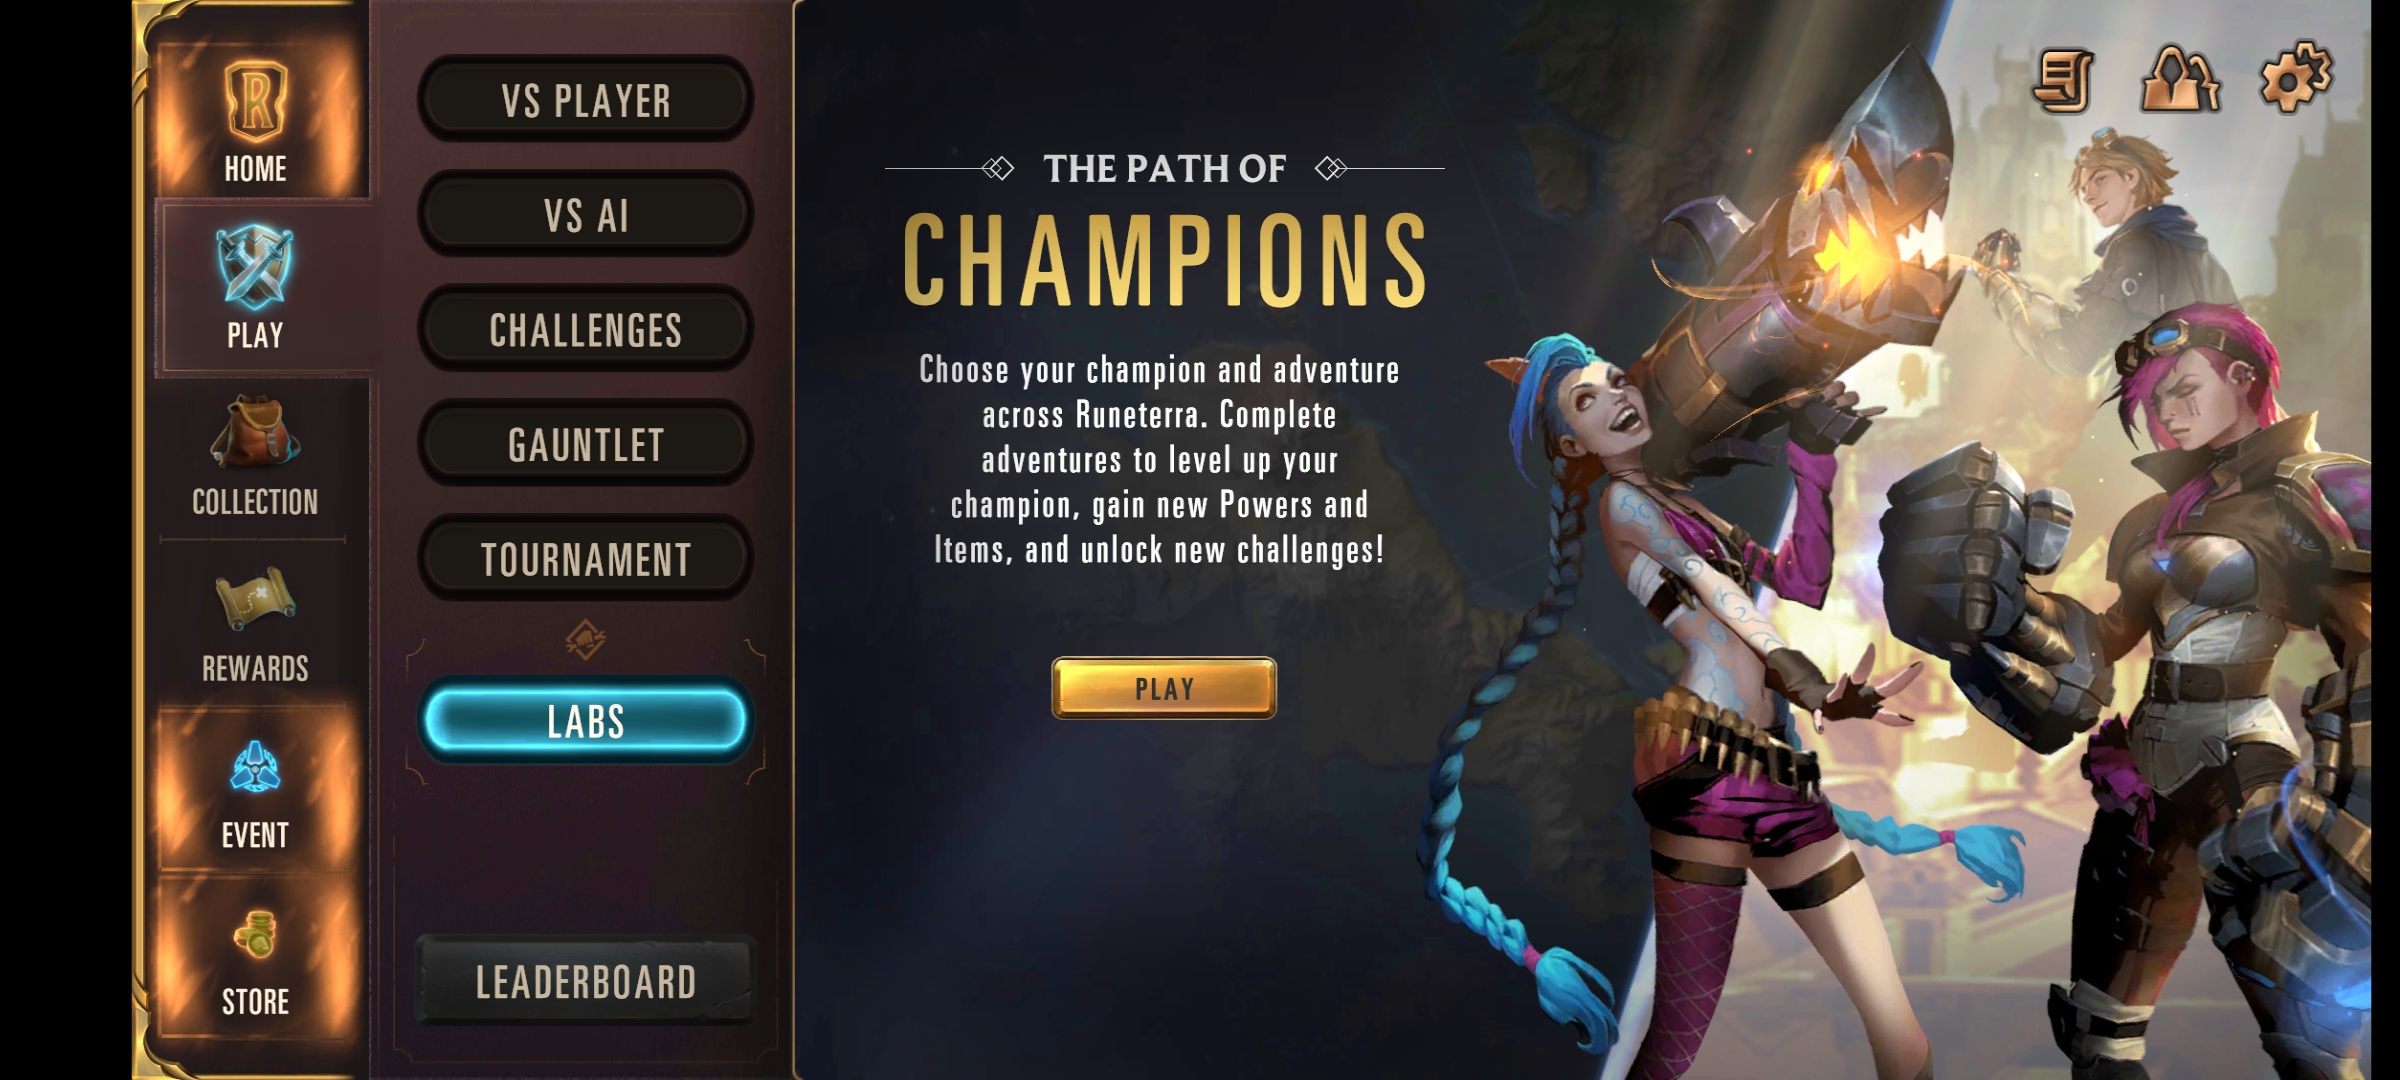 HOME
PLAY
COLLECTION
REWARDS
EVENT
STORE
VS PLAYER
VS AI
CHALLENGES
GAUNTLET
TOURNAMENT
LABS
LEADERBOARD
THE PATH OF
CHAMPIONS
Choose your champion and adventure
across Runeterra. Complete
adventures to level up your
champion, gain new Powers and
Items, and unlock new challenges!
PLAY